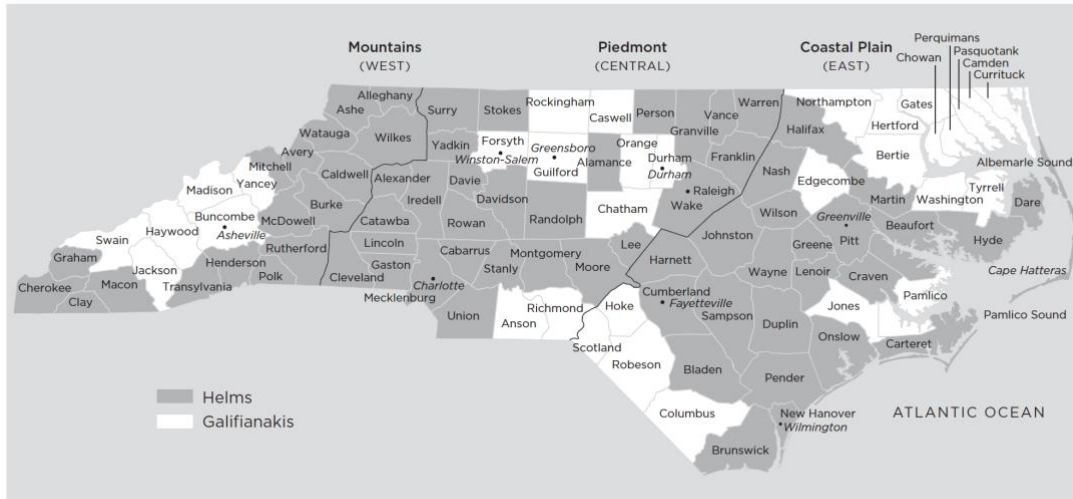 Mountains
(WEST)
Piedmont
(CENTRAL)
Coastal Plain
(EAST)
Perquimans
Pasquotank
Chowan
Camden
Currituck
Alleghany
Ashe
Surry
Stokes
Rockingham
Caswell
Person
Vance
Warren
Granville
Northampton
Gates
Hertford
Halifax
Watauga
Wilkes
Yadkin
Forsyth
Winston-Salem
Greensboro
Guilford
Alamance
Orange
Durham
Durham
Franklin
Bertie
Nash
Avery
Mitchell
Caldwell
Alexander
Davie
Madison
Yancey
Iredell
Davidson
Edgecombe
Albemarle Sound
Tyrrell
Washington
Martin
Dare
Burke
Buncombe
Asheville
McDowell
Catawba
Rowan
Randolph
Chatham
Raleigh
Wake
Wilson
Greenville
Pitt
Beaufort
Hyde
Swain
Haywood
Rutherford
Lincoln
Cabarrus
Montgomery
Lee
Johnston
Greene
Graham
Jackson
Henderson
Polk
Cleveland
Gaston
Charlotte
Stanly
Moore
Harnett
Wayne
Lenoir
Craven
Cape Hatteras
Cherokee
Macon
Clay
Transylvania
Mecklenburg
Union
Anson
Richmond
Hoke
Cumberland
Fayetteville
Sampson
Duplin
Jones
Pamlico
Pamlico Sound
Scotland
Robeson
Onslow
Carteret
Bladen
Pender
Columbus
New Hanover
Wilmington
Brunswick
ATLANTIC OCEAN
Helms
Galifianakis